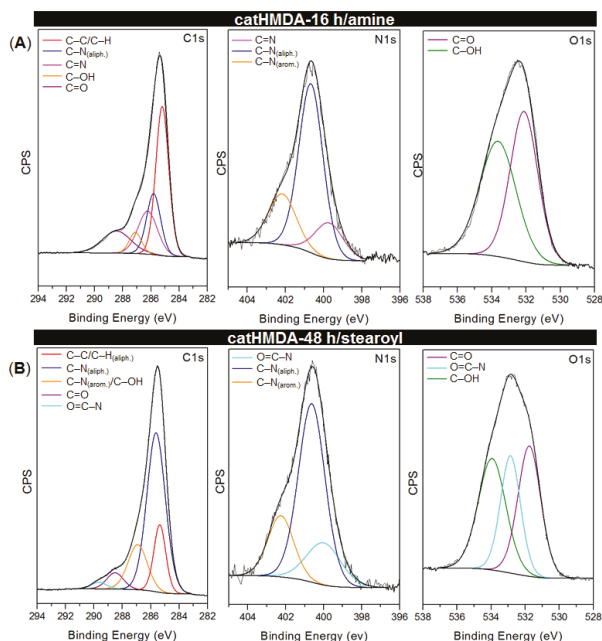 catHMDA-16 h/amine
(A)
C1s
C–C/C–H
C–N(aliph.)
C=N
C–OH
C=O
CPS
294 292 290 288 286 284 282
Binding Energy (eV)
N1s
C=N
C–N(aliph.)
C–N(arom.)
CPS
404 402 400 398 396
Binding Energy (eV)
O1s
C=O
C–OH
CPS
538 536 534 532 530 528
Binding Energy (eV)
catHMDA-48 h/stearoyl
(B)
C1s
C–C/C–H(aliph.)
C–N(aliph.)
C–N(arom.)/C–OH
C=O
O=C–N
CPS
294 292 290 288 286 284 282
Binding Energy (eV)
N1s
O=C–N
C–N(aliph.)
C–N(arom.)
CPS
404 402 400 398 396
Binding Energy (ev)
O1s
C=O
O=C–N
C–OH
CPS
538 536 534 532 530 528
Binding Energy (eV)